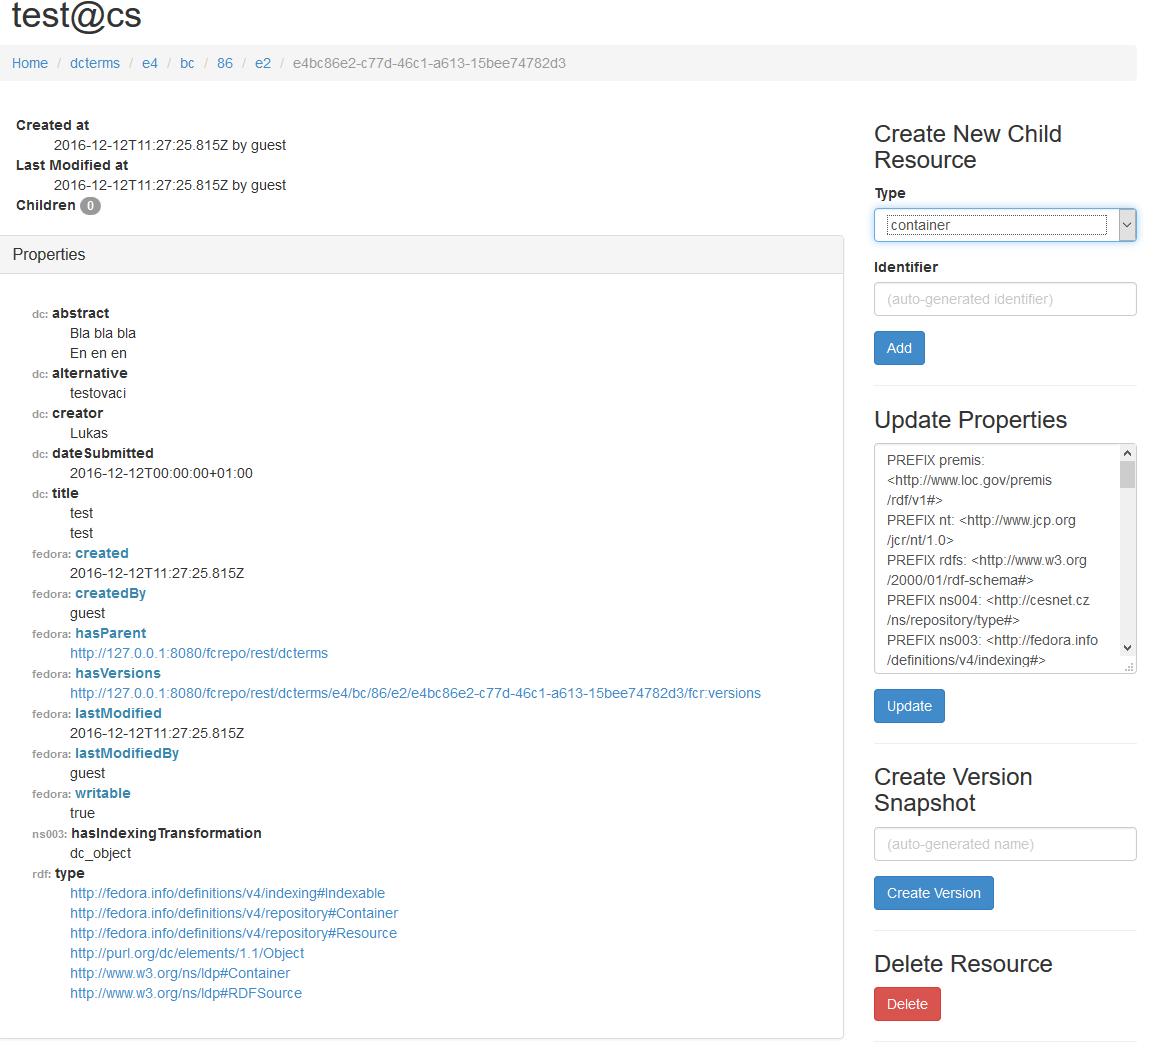 test@cs
Home / dcterms / e4 / bc / 86 / e2 / e4bc86e2-c77d-46c1-a613-15bee74782d3
Created at
2016-12-12T11:27:25.815Z by guest
Last Modified at
2016-12-12T11:27:25.815Z by guest
Children 0
Properties
dc: abstract
Bla bla bla
En en en
dc: alternative
testovaci
dc: creator
Lukas
dc: dateSubmitted
2016-12-12T00:00:00+01:00
dc: title
test
test
fedora: created
2016-12-12T11:27:25.815Z
fedora: createdBy
guest
fedora: hasParent
http://127.0.0.1:8080/fcrepo/rest/dcterms
fedora: hasVersions
http://127.0.0.1:8080/fcrepo/rest/dcterms/e4/bc/86/e2/e4bc86e2-c77d-46c1-a613-15bee74782d3/fcr:versions
fedora: lastModified
2016-12-12T11:27:25.815Z
fedora: lastModifiedBy
guest
fedora: writable
true
ns003: hasIndexingTransformation
dc_object
rdf: type
http://fedora.info/definitions/v4/indexing#Indexable
http://fedora.info/definitions/v4/repository#Container
http://fedora.info/definitions/v4/repository#Resource
http://purl.org/dc/elements/1.1/Object
http://www.w3.org/ns/ldp#Container
http://www.w3.org/ns/ldp#RDFSource
Create New Child
Resource
Type
container
Identifier
(auto-generated identifier)
Add
Update Properties
PREFIX premis:
<http://www.loc.gov/premis
/rdf/v1#>
PREFIX nt: <http://www.jcp.org
/jcr/nt/1.0>
PREFIX rdfs: <http://www.w3.org
/2000/01/rdf-schema#>
PREFIX ns004: <http://cesnet.cz
/ns/repository/type#>
PREFIX ns003: <http://fedora.info
/definitions/v4/indexing#>
Update
Create Version
Snapshot
(auto-generated name)
Create Version
Delete Resource
Delete